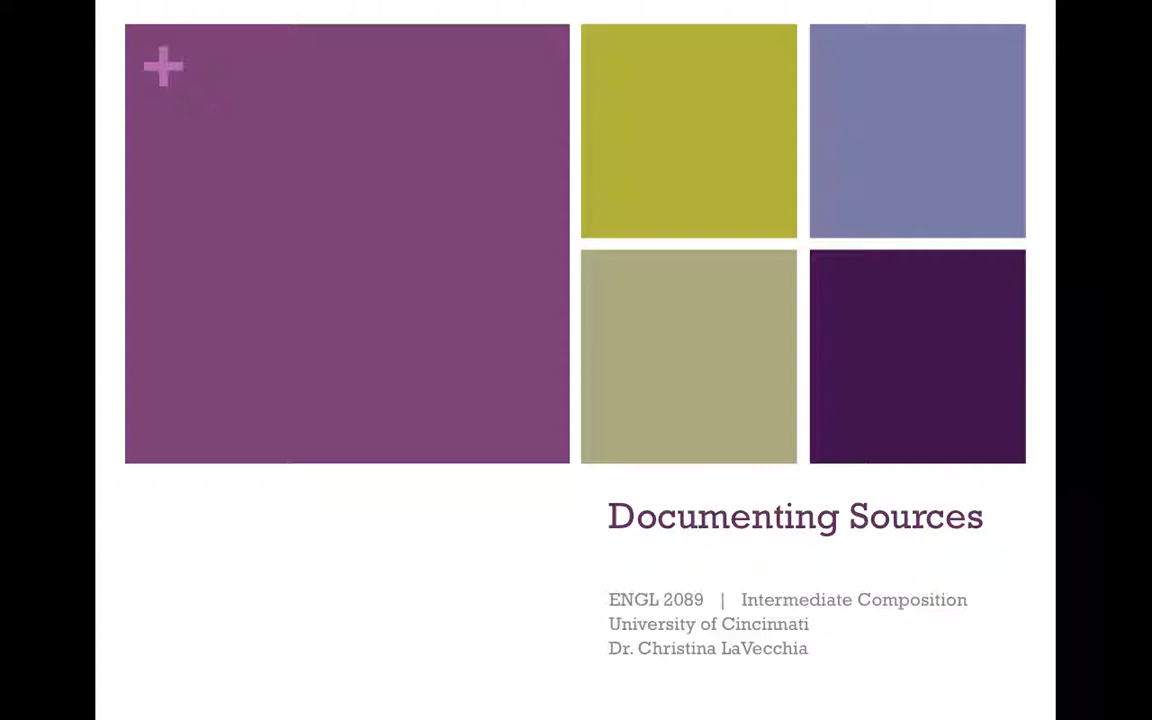 +
Documenting Sources
ENGL 2089 | Intermediate Composition
University of Cincinnati
Dr. Christina LaVecchia